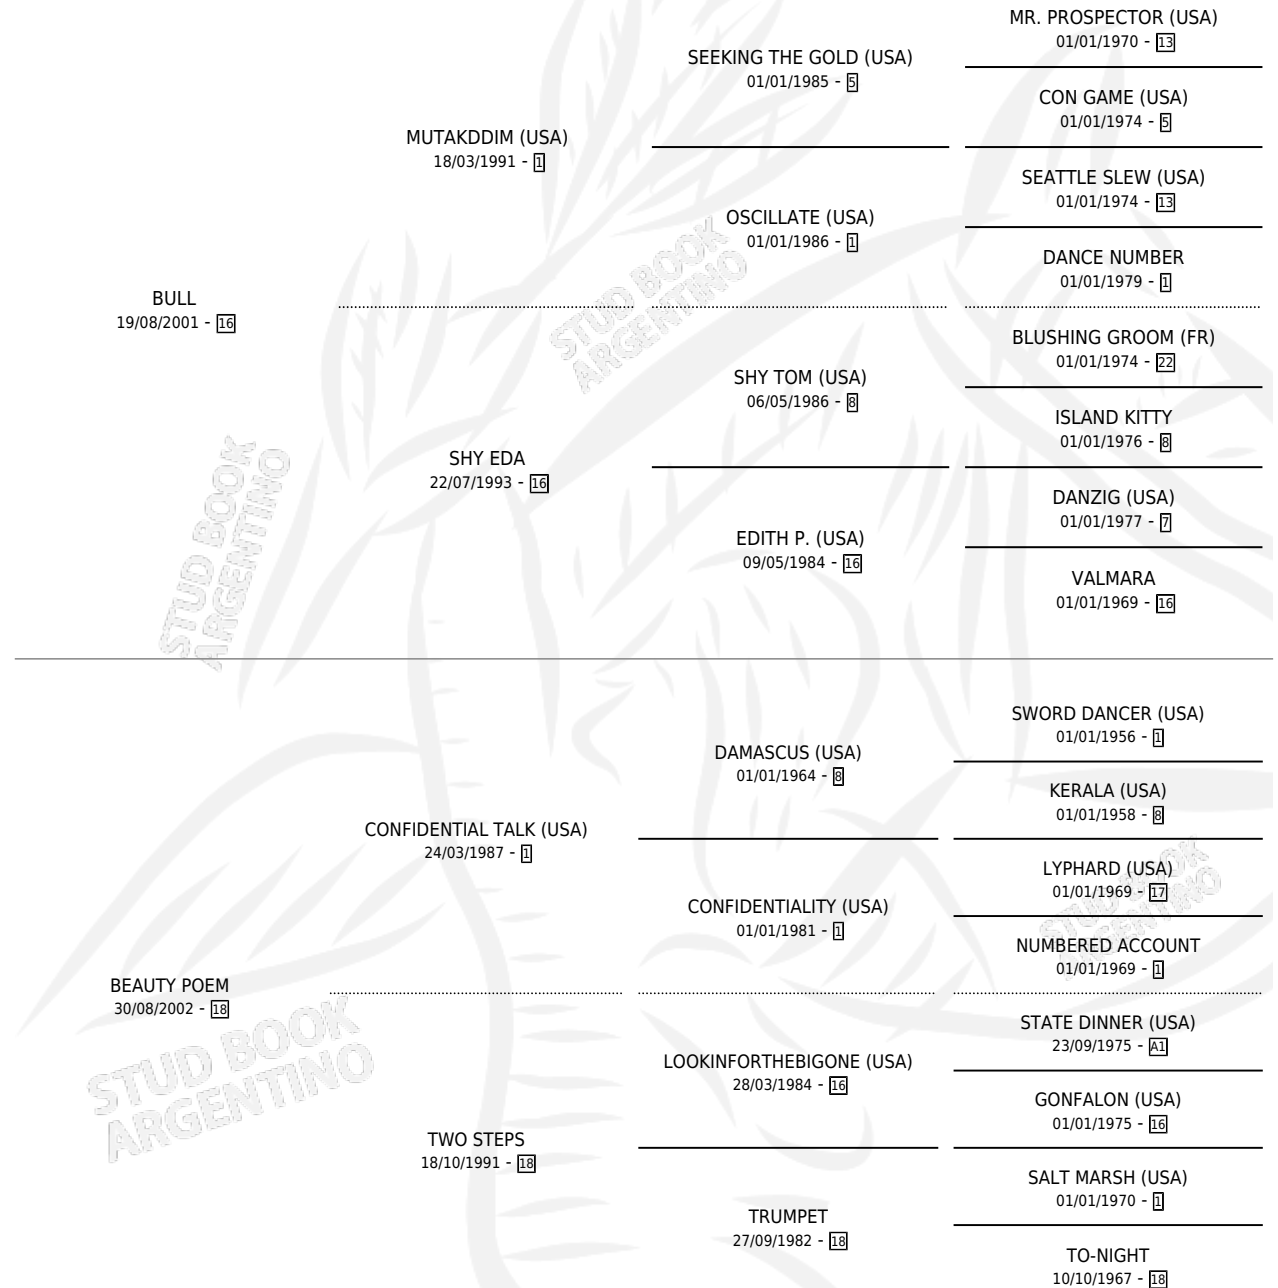 MR. PROSPECTOR (USA)
01/01/1970 - 13
SEEKING THE GOLD (USA)
01/01/1985 - 5
CON GAME (USA)
01/01/1974 - 5
MUTAKDDIM (USA)
18/03/1991 - 1
SEATTLE SLEW (USA)
01/01/1974 - 13
OSCILLATE (USA)
01/01/1986 - 1
DANCE NUMBER
01/01/1979 - 1
BULL
19/08/2001 - 16
STUD BOOK
ARGENTINO
BLUSHING GROOM (FR)
01/01/1974 - 22
SHY TOM (USA)
06/05/1986 - 8
ISLAND KITTY
01/01/1976 - 8
SHY EDA
22/07/1993 - 16
STUD BOOK
ARGENTINO
DANZIG (USA)
01/01/1977 - 7
EDITH P. (USA)
09/05/1984 - 16
VALMARA
01/01/1969 - 16
SWORD DANCER (USA)
01/01/1956 - 1
DAMASCUS (USA)
01/01/1964 - 8
KERALA (USA)
01/01/1958 - 8
CONFIDENTIAL TALK (USA)
24/03/1987 - 1
LYPHARD (USA)
01/01/1969 - 17
STUD BOOK
ARGENTINO
CONFIDENTIALITY (USA)
01/01/1981 - 1
NUMBERED ACCOUNT
01/01/1969 - 1
BEAUTY POEM
30/08/2002 - 18
STUD BOOK
ARGENTINO
STATE DINNER (USA)
23/09/1975 - A1
LOOKINFORTHEBIGONE (USA)
28/03/1984 - 16
GONFALON (USA)
01/01/1975 - 16
TWO STEPS
18/10/1991 - 18
SALT MARSH (USA)
01/01/1970 - 1
TRUMPET
27/09/1982 - 18
TO-NIGHT
10/10/1967 - 18